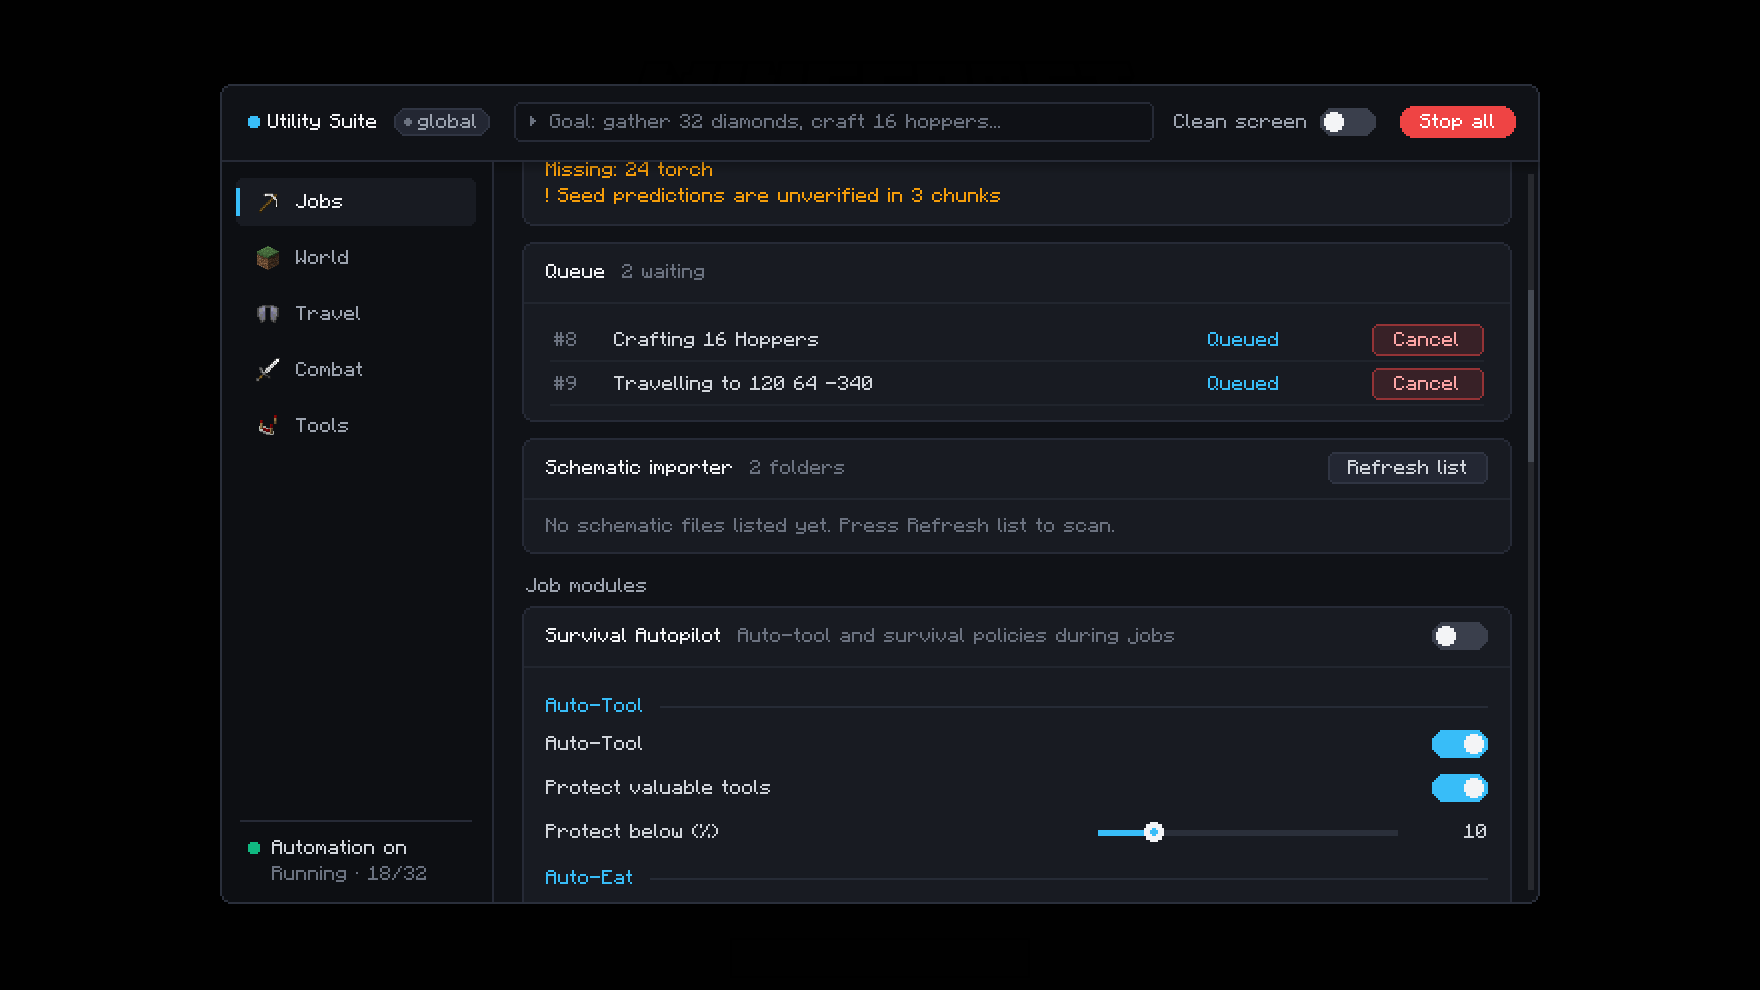 Utility Suite
global
Goal: gather 32 diamonds, craft 16 hoppers...
Clean screen
Stop all
Jobs
World
Travel
Combat
Tools
Automation on
Running · 18/32
Missing: 24 torch
! Seed predictions are unverified in 3 chunks
Queue 2 waiting
#8 Crafting 16 Hoppers Queued Cancel
#9 Travelling to 120 64 -340 Queued Cancel
Schematic importer 2 folders Refresh list
No schematic files listed yet. Press Refresh list to scan.
Job modules
Survival Autopilot Auto-tool and survival policies during jobs
Auto-Tool
Auto-Tool
Protect valuable tools
Protect below (%) 10
Auto-Eat